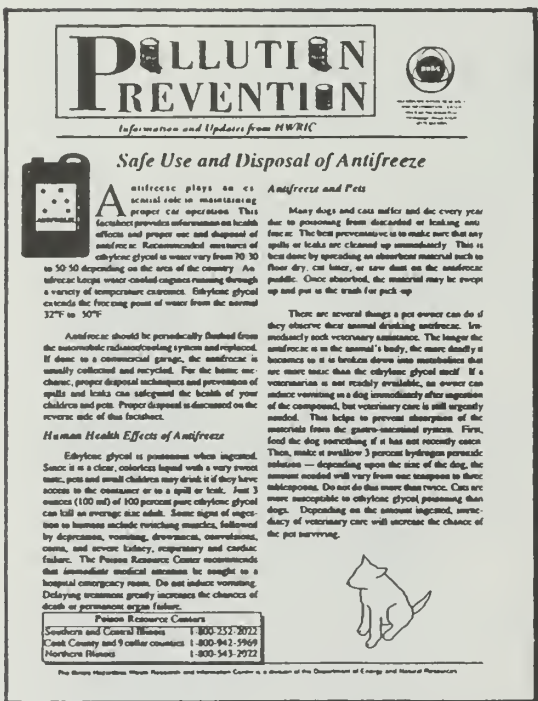 POLLUTION
PREVENTION
Information and Updates from HWRIC
Safe Use and Disposal of Antifreeze
ANTIFREEZE
Antifreeze plays an es-
sential role in maintaining
proper car operation. This
factsheet provides information on health
effects and proper use and disposal of
antifreeze. Recommended mixtures of
ethylene glycol to water vary from 70:30
to 50:50 depending on the area of the country. An-
tifreeze keeps water-cooled engines running through
a variety of temperature extremes. Ethylene glycol
extends the freezing point of water from the normal
32°F to -50°F
Antifreeze should be periodically flushed from
the automobile radiator/cooling system and replaced.
If done to a commercial garage, the antifreeze is
usually collected and recycled. For the home me-
chanic, proper disposal techniques and prevention of
spills and leaks can safeguard the health of your
children and pets. Proper disposal is discussed on the
reverse side of this factsheet.
Human Health Effects of Antifreeze
Ethylene glycol is poisonous when ingested.
Since it is a clear, colorless liquid with a very sweet
taste, pets and small children may drink it if they have
access to the container or to a spill or leak. Just 3
ounces (100 ml) of 100 percent pure ethylene glycol
can kill an average size adult. Some signs of inges-
tion to humans include twitching muscles, followed
by depression, vomiting, drowsiness, convulsions,
coma, and severe kidney, respiratory and cardiac
failure. The Poison Resource Center recommends
that immediate medical attention be sought to a
hospital emergency room. Do not induce vomiting.
Delaying treatment greatly increases the chances of
death or permanent organ failure.
Poison Resource Centers
Southern and Central Illinois 1-800-252-2022
Cook County and 9 collar counties 1-800-942-5969
Northern Illinois 1-800-543-2022
Antifreeze and Pets
Many dogs and cats suffer and die every year
due to poisoning from discarded or leaking anti-
freeze. The best preventative is to make sure that any
spills or leaks are cleaned up immediately. This is
best done by spreading an absorbent material such to
floor dry, cat litter, or saw dust on the antifreeze
puddle. Once absorbed, the material may be swept
up and put in the trash for pick up.
There are several things a pet owner can do if
they observe their animal drinking antifreeze. Im-
mediately seek veterinary assistance. The longer the
antifreeze is in the animal's body, the more deadly it
becomes to it is broken down into metabolites that
are more toxic than the ethylene glycol itself. If a
veterinarian is not readily available, an owner can
induce vomiting in a dog immediately after ingestion
of the compound, but veterinary care is still urgently
needed. This helps to prevent absorption of the
materials from the gastro-intestinal system. First,
feed the dog something if it has not recently eaten.
Then, make it swallow 3 percent hydrogen peroxide
solution — depending upon the size of the dog, the
amount needed will vary from one teaspoon to three
tablespoons. Do not do this more than twice. Cats are
more susceptible to ethylene glycol poisoning than
dogs. Depending on the amount ingested, imme-
diacy of veterinary care will increase the chance of
the pet surviving.
The Illinois Hazardous Waste Research and Information Center is a division of the Department of Energy and Natural Resources